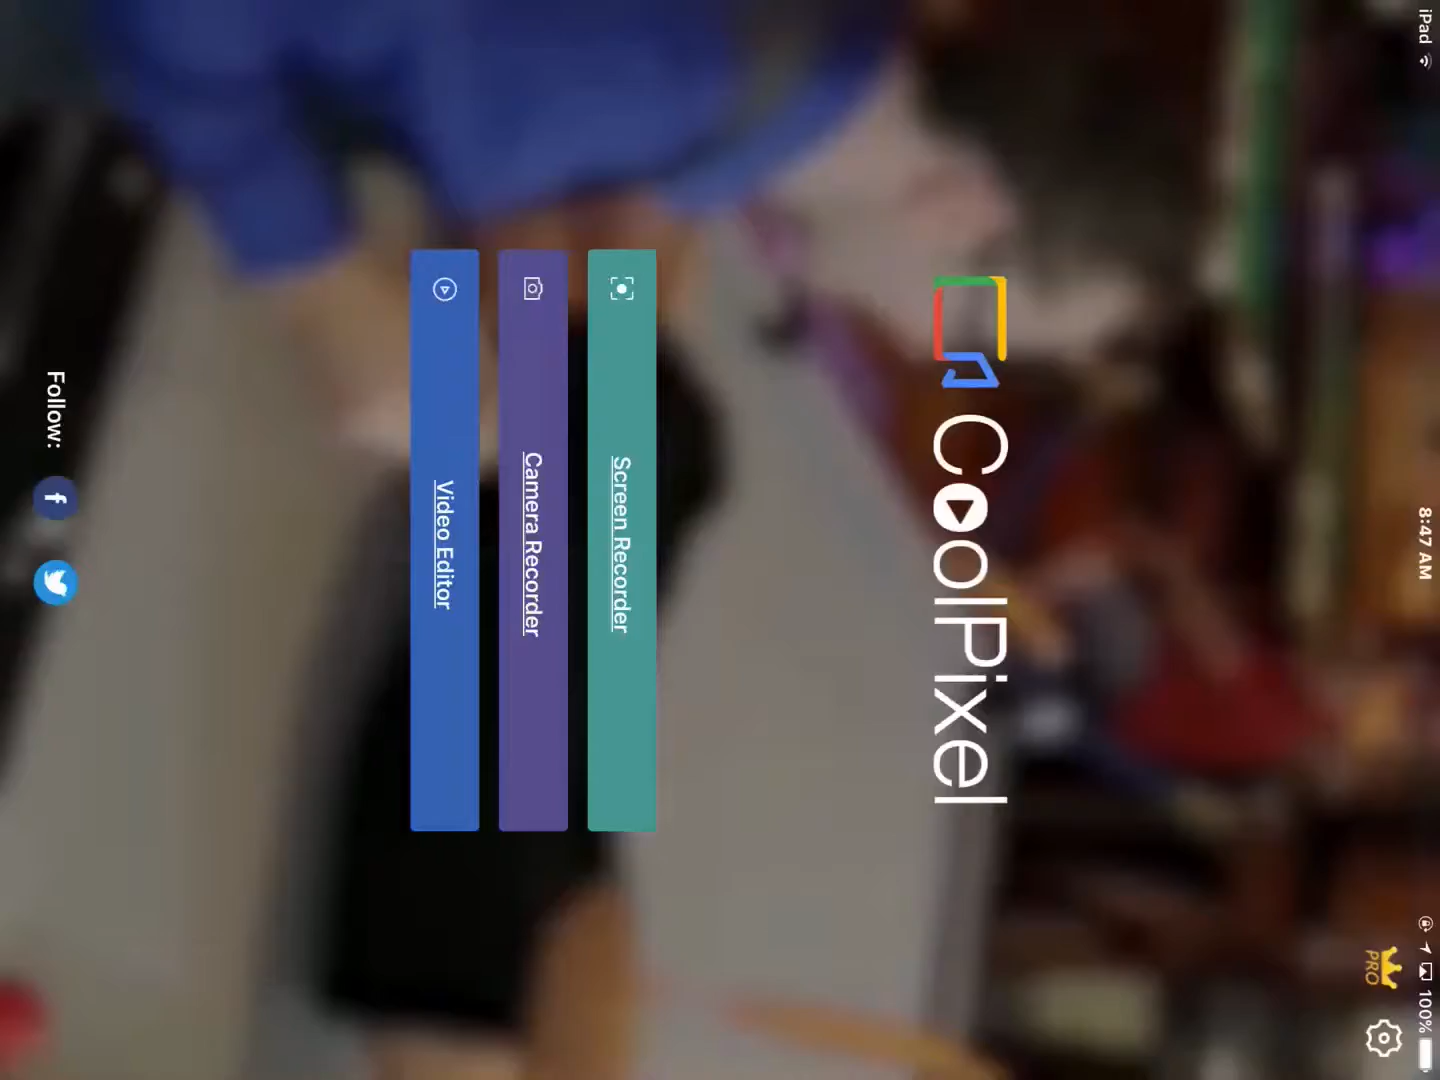 iPad
8:47 AM
100%
PRO
CoolPixel
Screen Recorder
Camera Recorder
Video Editor
Follow: